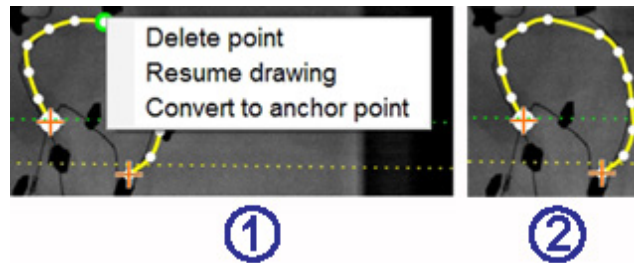 Delete point
Resume drawing
Convert to anchor point
1
2